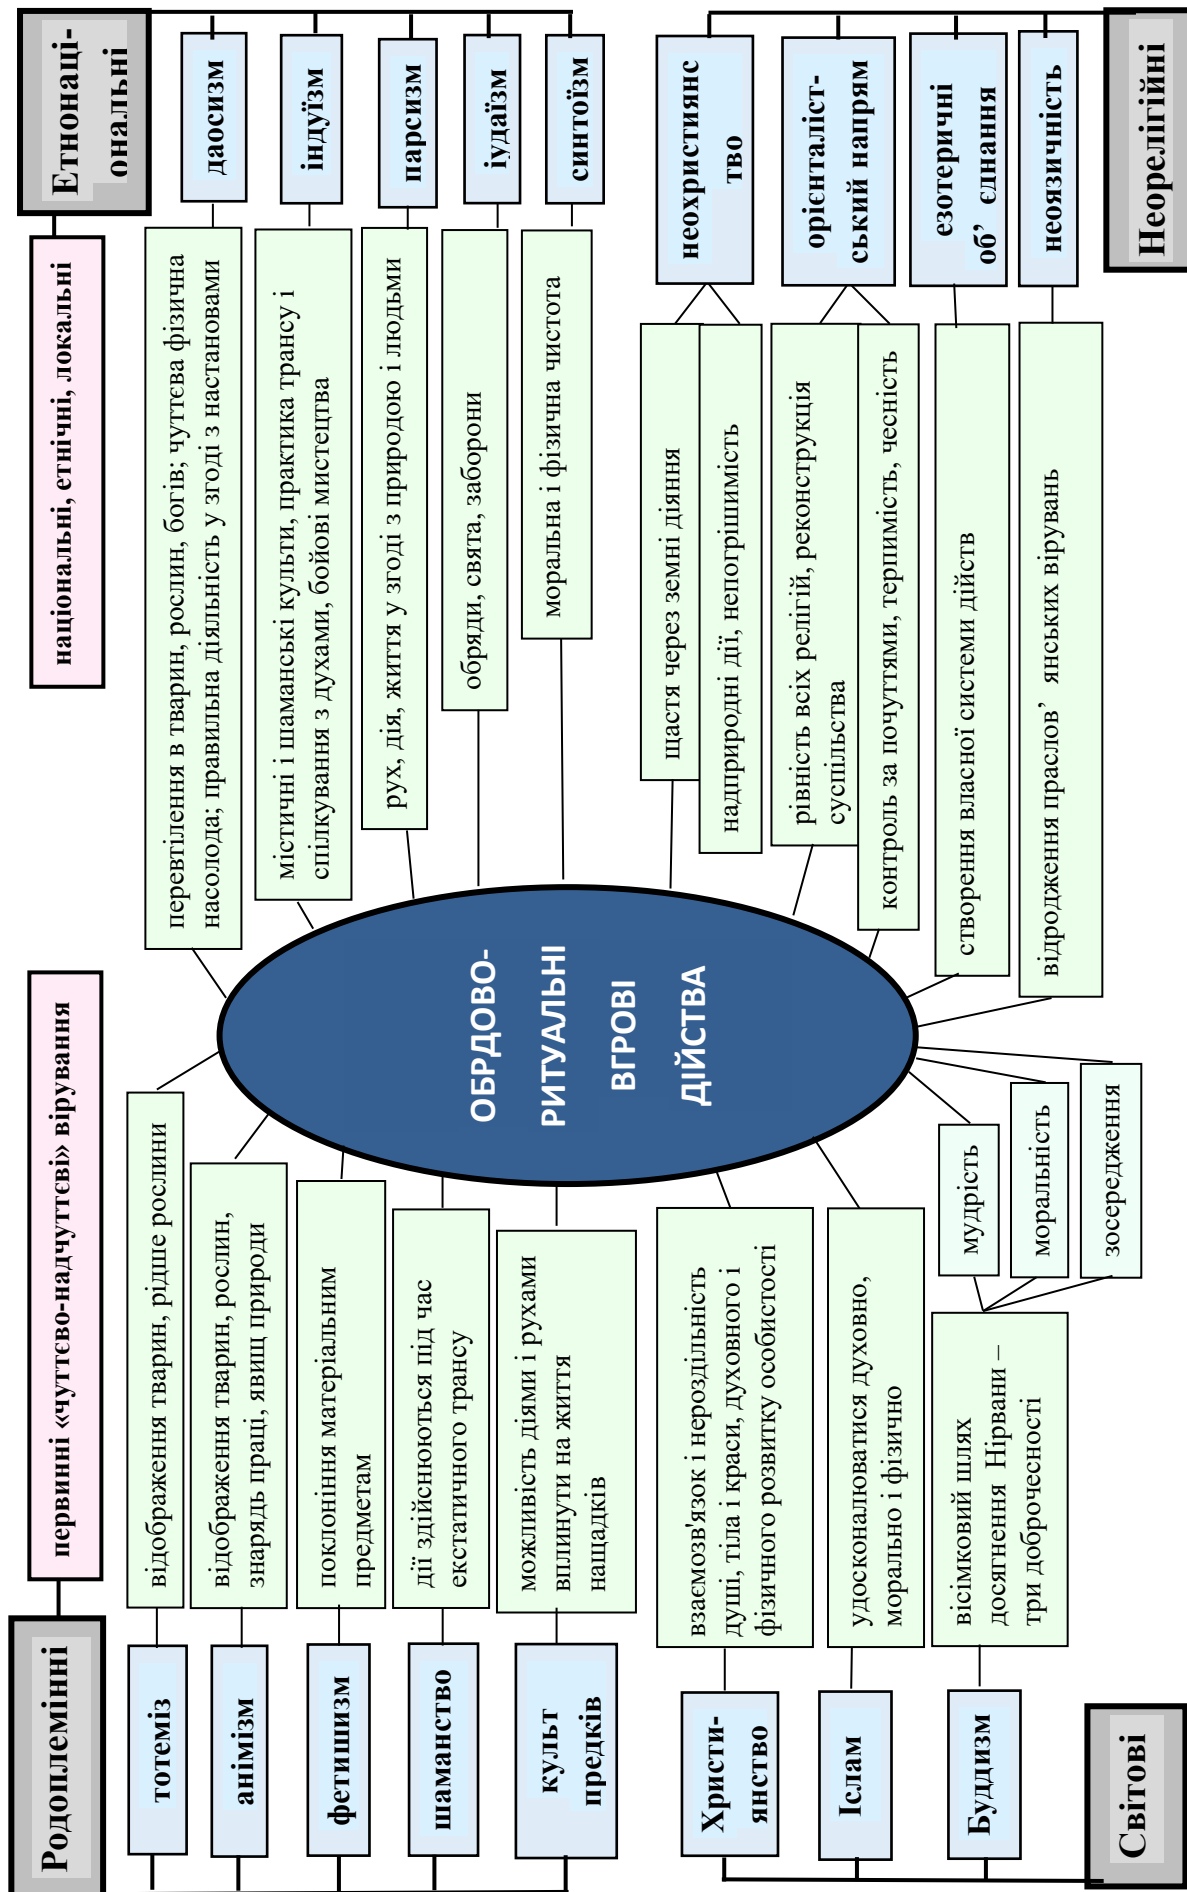 Родоплемінні
первинні «чуттєво-надчуттєві» вірування
тотеміз
відображення тварин, рідше рослини
анімізм
відображення тварин, рослин,
знарядь праці, явищ природи
фетишизм
поклоніння матеріальним
предметам
шаманство
дії здійснюються під час
екстатичного трансу
культ
предків
можливість діями і рухами
вплинути на життя
нащадків
Етнонаці-
ональні
національні, етнічні, локальні
даосизм
перевтілення в тварин, рослин, богів; чуттєва фізична
насолода; правильна діяльність у згоді з настановами
індуїзм
містичні і шаманські культи, практика трансу і
спілкування з духами, бойові мистецтва
парсизм
рух, дія, життя у згоді з природою і людьми
іудаїзм
обряди, свята, заборони
синтоїзм
моральна і фізична чистота
ОБРДОВО-
РИТУАЛЬНІ
ВГРОВІ
ДІЙСТВА
Христи-
янство
взаємозв'язок і нероздільність
душі, тіла і краси, духовного і
фізичного розвитку особистості
Іслам
удосконалюватися духовно,
морально і фізично
Буддизм
вісімковий шлях
досягнення Нірвани –
три доброчесності
мудрість
моральність
зосередження
Світові
неохристиянс
тво
щастя через земні діяння
надприродні дії, непогрішимість
орієнталіст-
ський напрям
рівність всіх релігій, реконструкція
суспільства
контроль за почуттями, терпимість, чесність
езотеричні
об’ єднання
створення власної системи дійств
неоязичність
відродження праслов’ янських вірувань
Неорелігійні